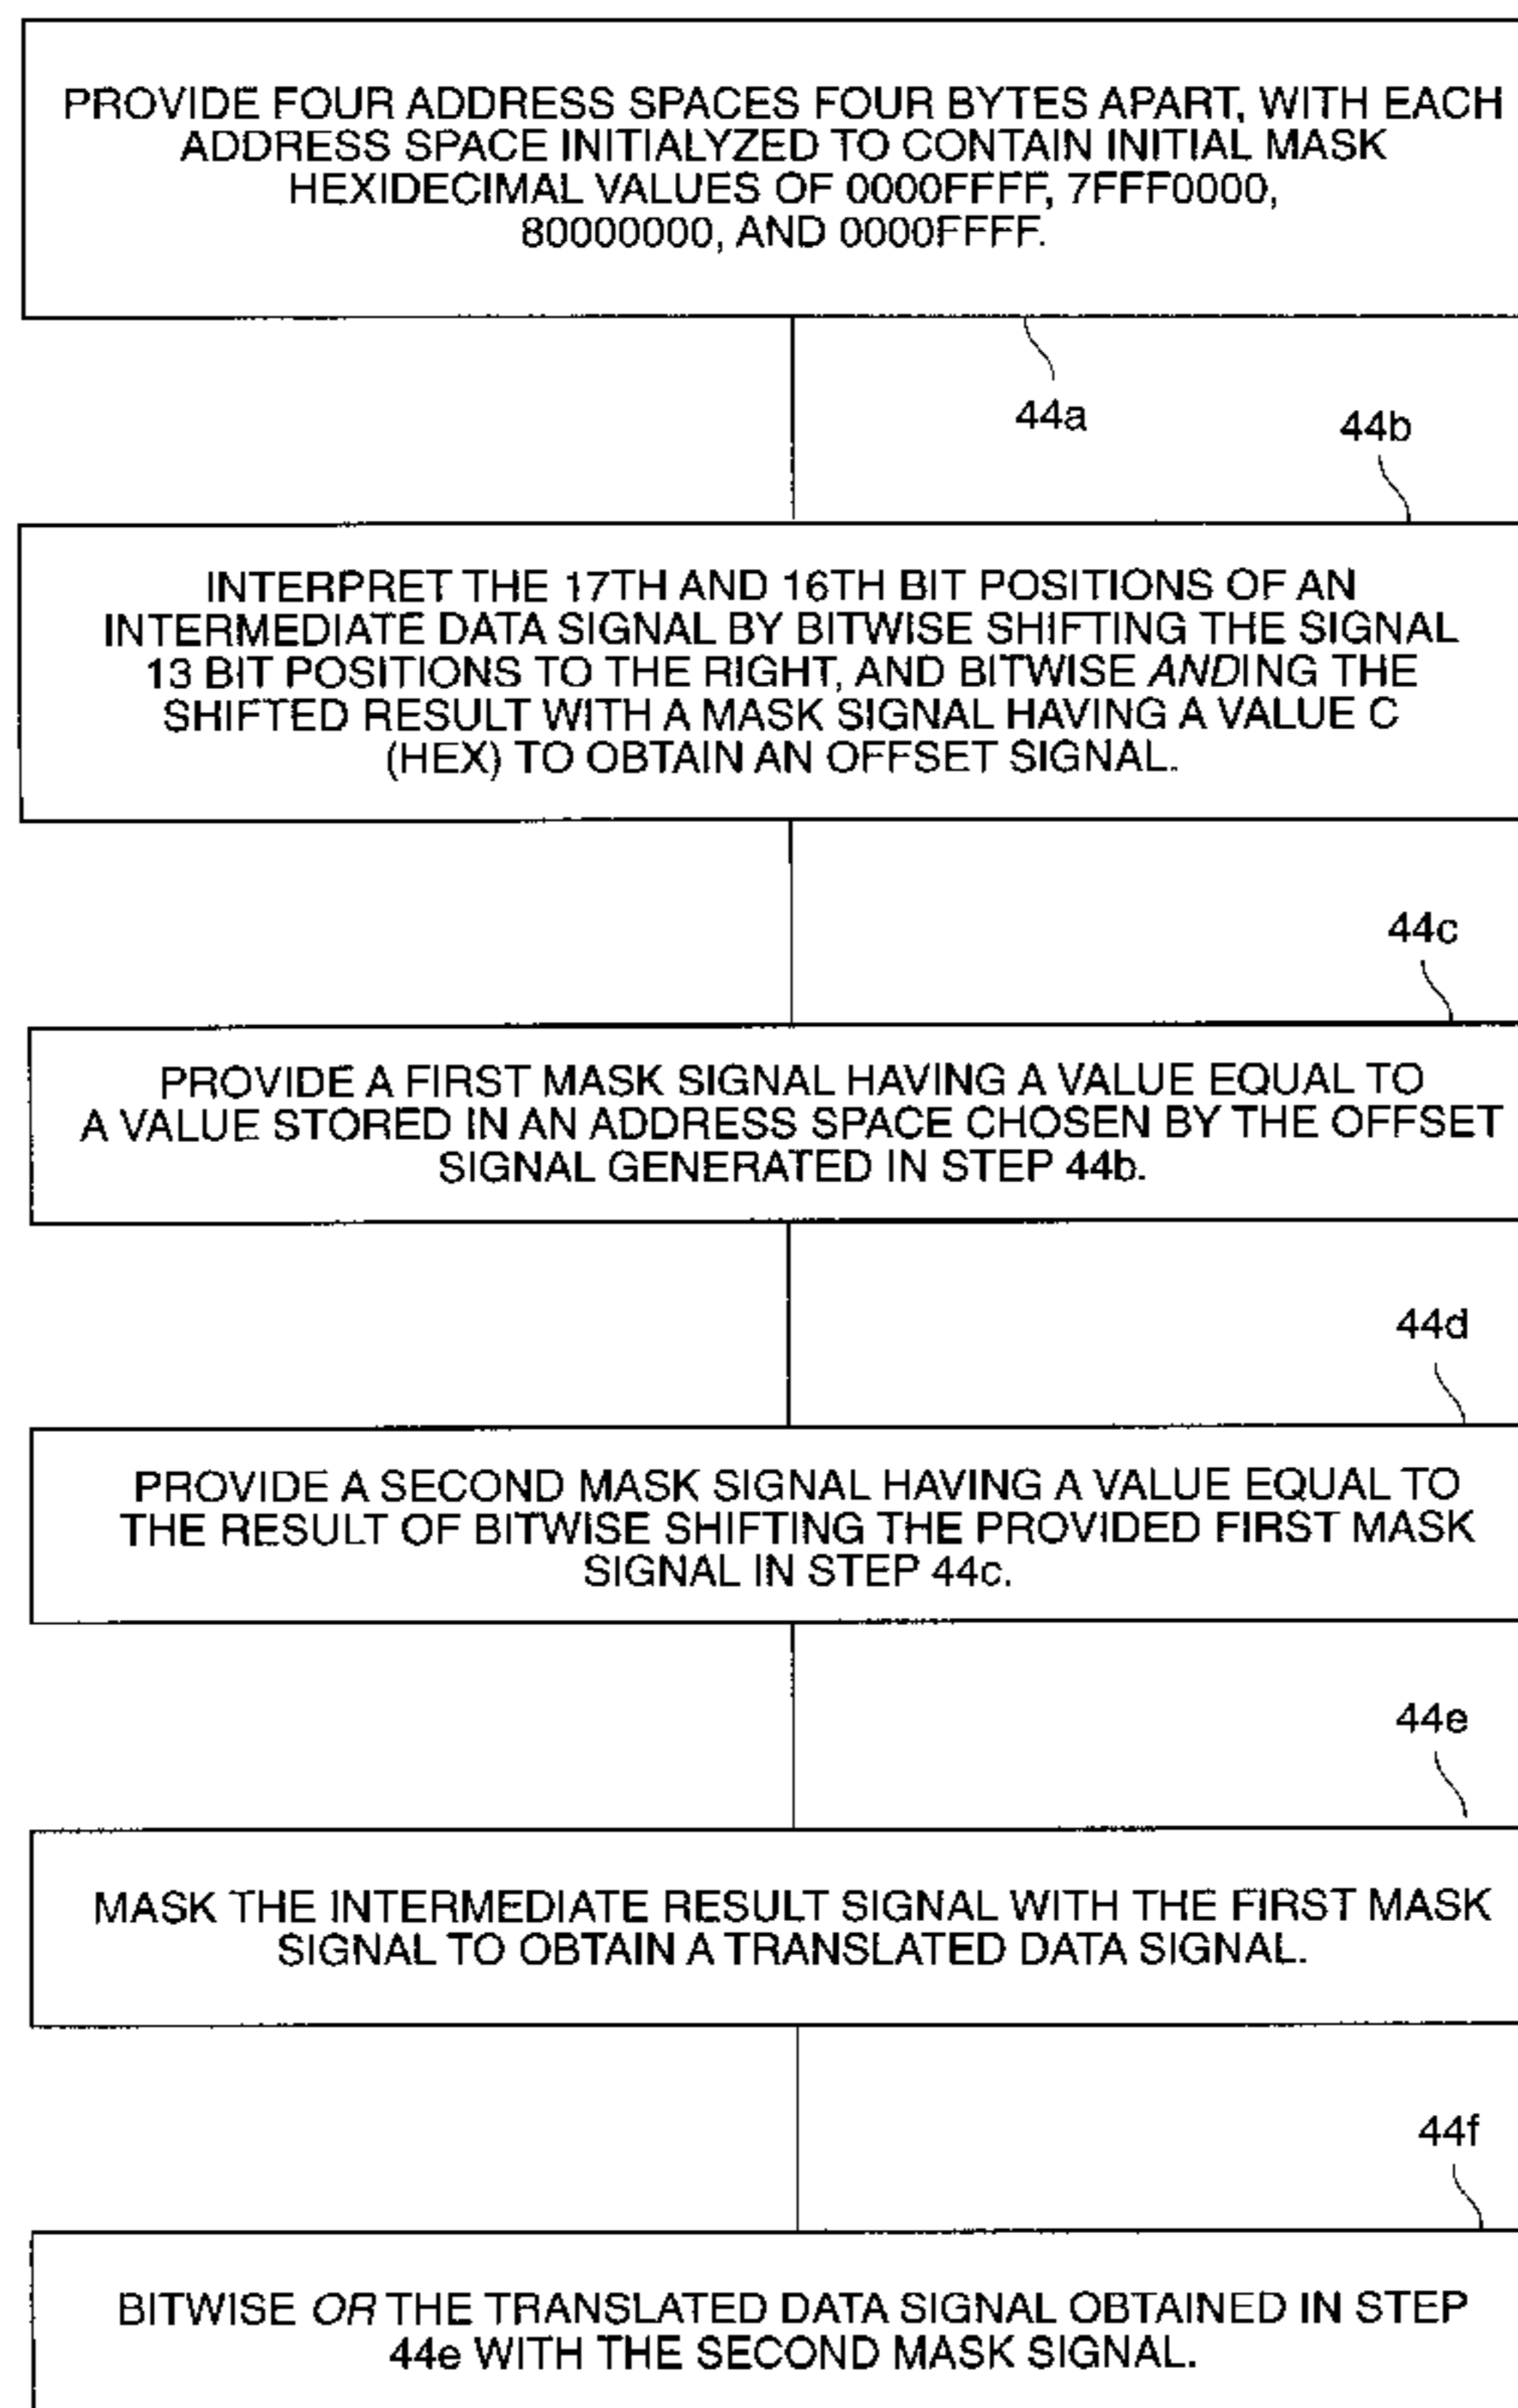 PROVIDE FOUR ADDRESS SPACES FOUR BYTES APART, WITH EACH
ADDRESS SPACE INITIALYZED TO CONTAIN INITIAL MASK
HEXIDECIMAL VALUES OF 0000FFFF, 7FFF0000,
80000000, AND 0000FFFF.
44a
44b
INTERPRET THE 17TH AND 16TH BIT POSITIONS OF AN
INTERMEDIATE DATA SIGNAL BY BITWISE SHIFTING THE SIGNAL
13 BIT POSITIONS TO THE RIGHT, AND BITWISE ANDING THE
SHIFTED RESULT WITH A MASK SIGNAL HAVING A VALUE C
(HEX) TO OBTAIN AN OFFSET SIGNAL.
44c
PROVIDE A FIRST MASK SIGNAL HAVING A VALUE EQUAL TO
A VALUE STORED IN AN ADDRESS SPACE CHOSEN BY THE OFFSET
SIGNAL GENERATED IN STEP 44b.
44d
PROVIDE A SECOND MASK SIGNAL HAVING A VALUE EQUAL TO
THE RESULT OF BITWISE SHIFTING THE PROVIDED FIRST MASK
SIGNAL IN STEP 44c.
44e
MASK THE INTERMEDIATE RESULT SIGNAL WITH THE FIRST MASK
SIGNAL TO OBTAIN A TRANSLATED DATA SIGNAL.
44f
BITWISE OR THE TRANSLATED DATA SIGNAL OBTAINED IN STEP
44e WITH THE SECOND MASK SIGNAL.